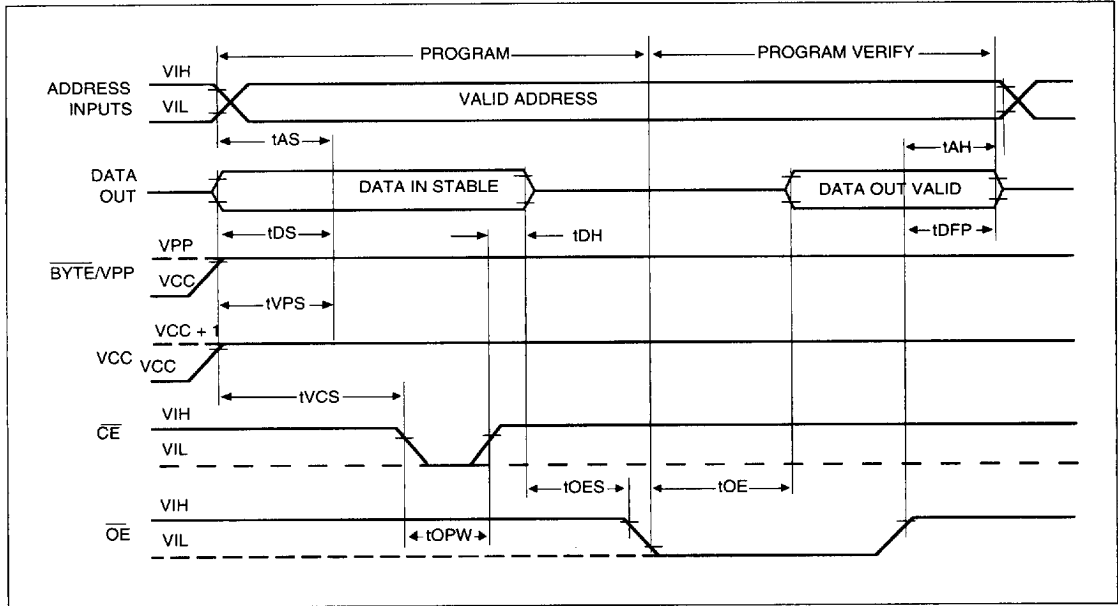 PROGRAM
PROGRAM VERIFY
ADDRESS INPUTS
VIH
VIL
VALID ADDRESS
tAS
tAH
DATA OUT
DATA IN STABLE
DATA OUT VALID
tDS
tDH
tDFP
BYTE/VPP
VPP
VCC
tVPS
VCC
VCC + 1
VCC
tVCS
CE
VIH
VIL
tOES
tOE
OE
VIH
VIL
tOPW